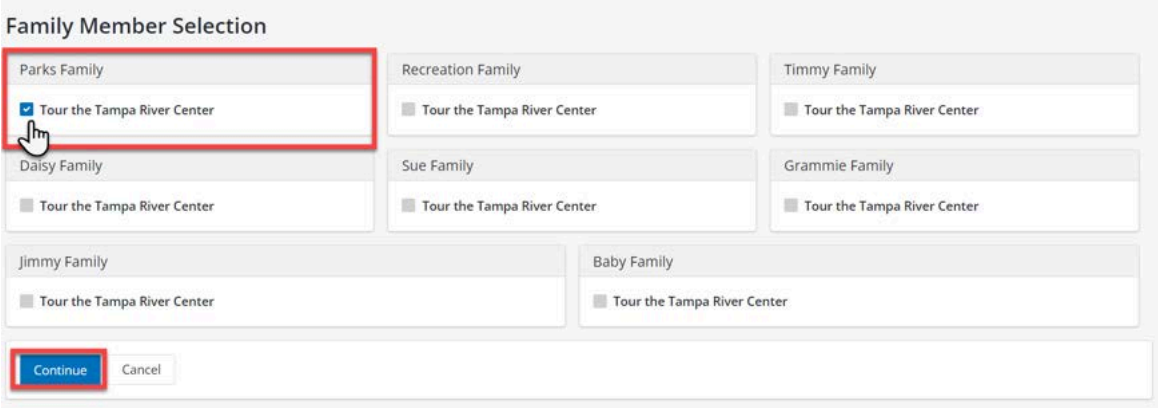 Family Member Selection
Parks Family
Recreation Family
Timmy Family
Tour the Tampa River Center
Tour the Tampa River Center
Tour the Tampa River Center
Daisy Family
Sue Family
Grammie Family
Tour the Tampa River Center
Tour the Tampa River Center
Tour the Tampa River Center
Jimmy Family
Baby Family
Tour the Tampa River Center
Tour the Tampa River Center
Continue
Cancel